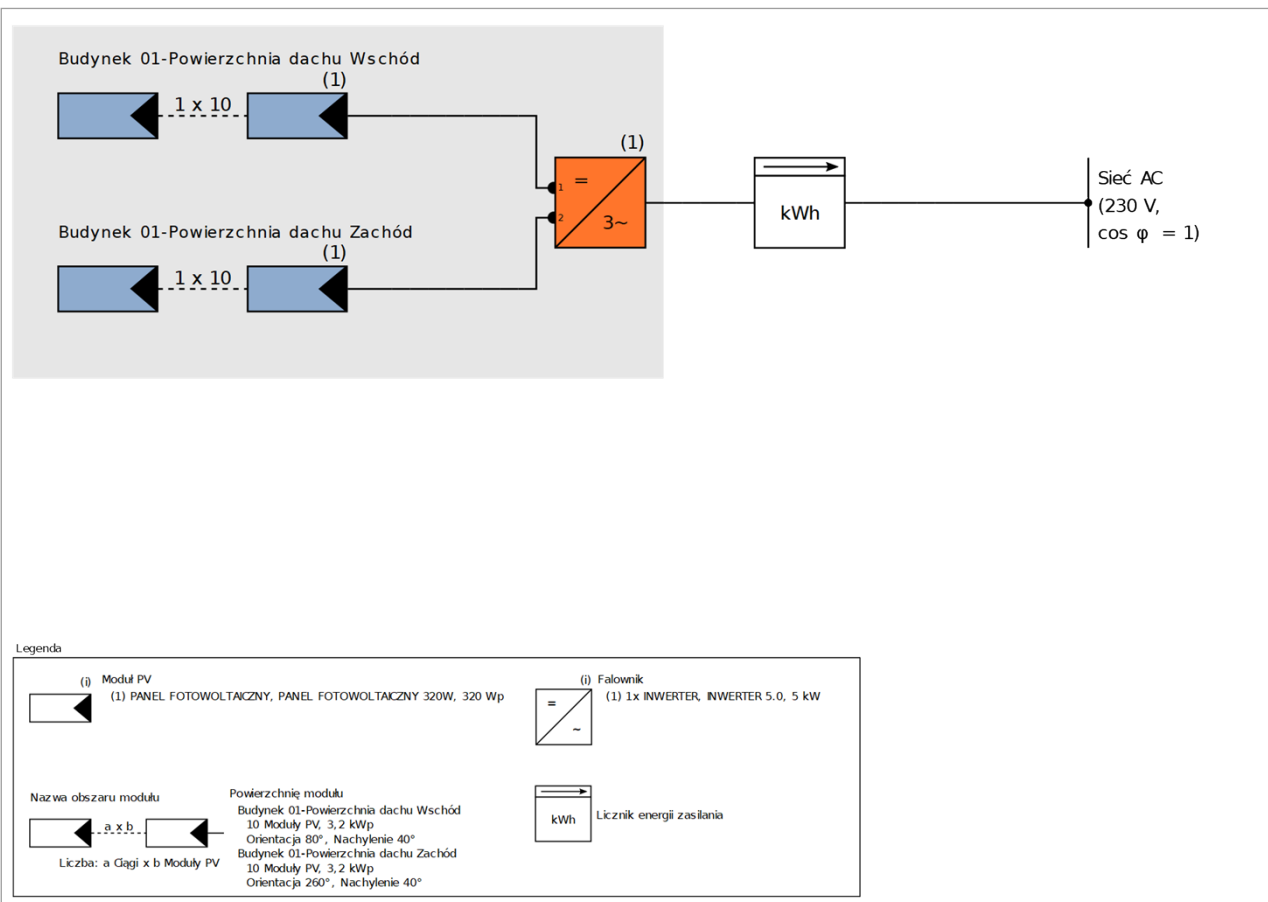 Budynek 01-Powierzchnia dachu Wschód
(1)
1 x 10
(1)
1
=
2
3~
kWh
Sieć AC
(230 V,
cos φ = 1)
Budynek 01-Powierzchnia dachu Zachód
(1)
1 x 10
Legenda
(i) Moduł PV
(1) PANEL FOTOWOLTAICZNY, PANEL FOTOWOLTAICZNY 320W, 320 Wp
(i) Falownik
(1) 1x INWERTER, INWERTER 5.0, 5 kW
=
~
Nazwa obszaru modułu
a x b
Liczba: a Ciągi x b Moduły PV
Powierzchnię modułu
Budynek 01-Powierzchnia dachu Wschód
10 Moduły PV, 3,2 kWp
Orientacja 80°, Nachylenie 40°
Budynek 01-Powierzchnia dachu Zachód
10 Moduły PV, 3,2 kWp
Orientacja 260°, Nachylenie 40°
kWh
Licznik energii zasilania